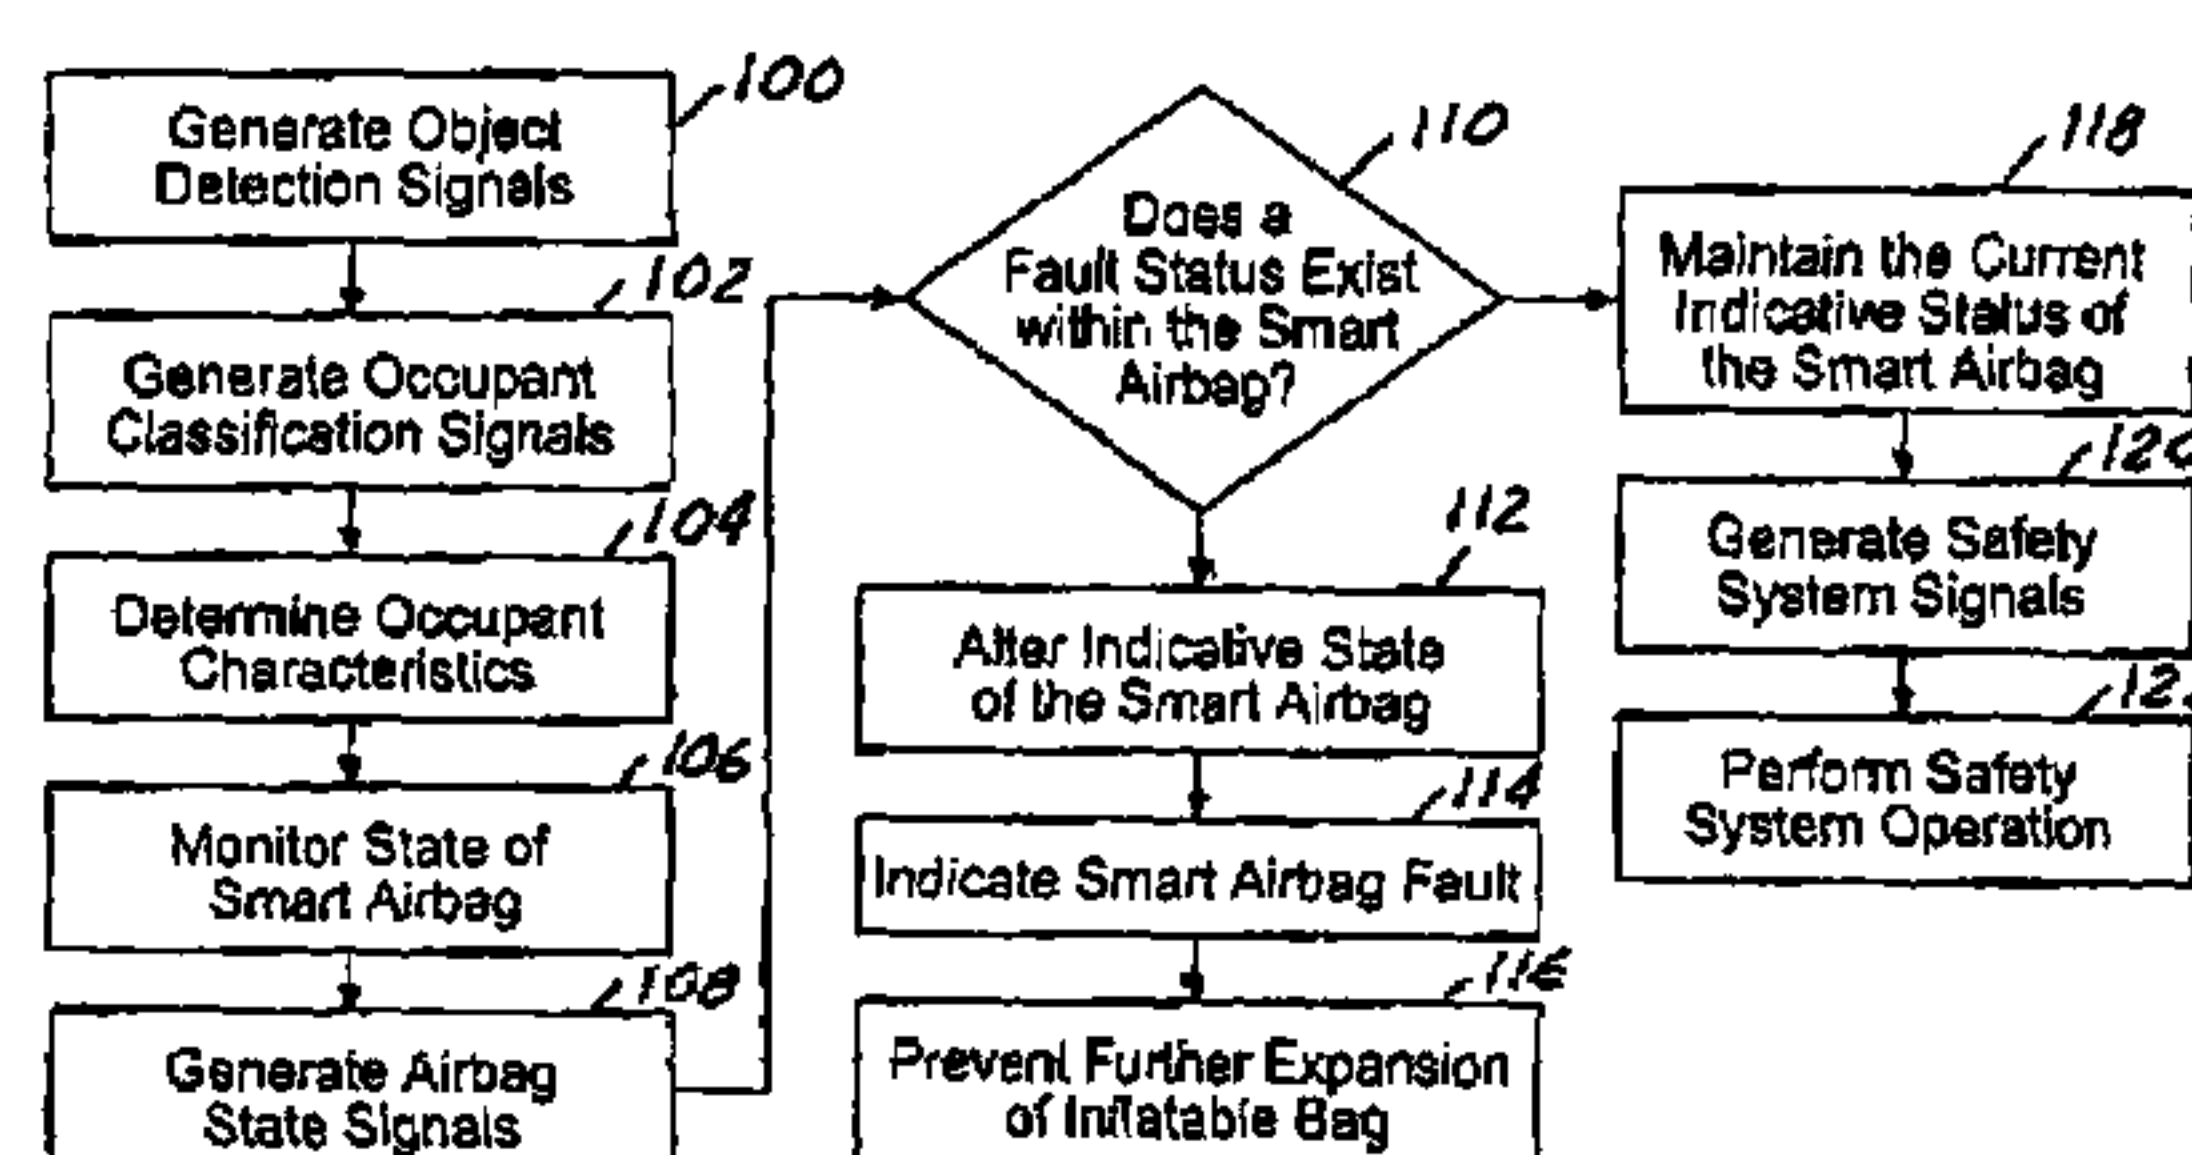 100
Generate Object
Detection Signals
102
Generate Occupant
Classification Signals
104
Determine Occupant
Characteristics
106
Monitor State of
Smart Airbag
108
Generate Airbag
State Signals
110
Does a
Fault Status Exist
within the Smart
Airbag?
112
Alter Indicative State
of the Smart Airbag
114
Indicate Smart Airbag Fault
116
Prevent Further Expansion
of Inflatable Bag
118
Maintain the Current
Indicative Status of
the Smart Airbag
120
Generate Safety
System Signals
Perform Safety
System Operation